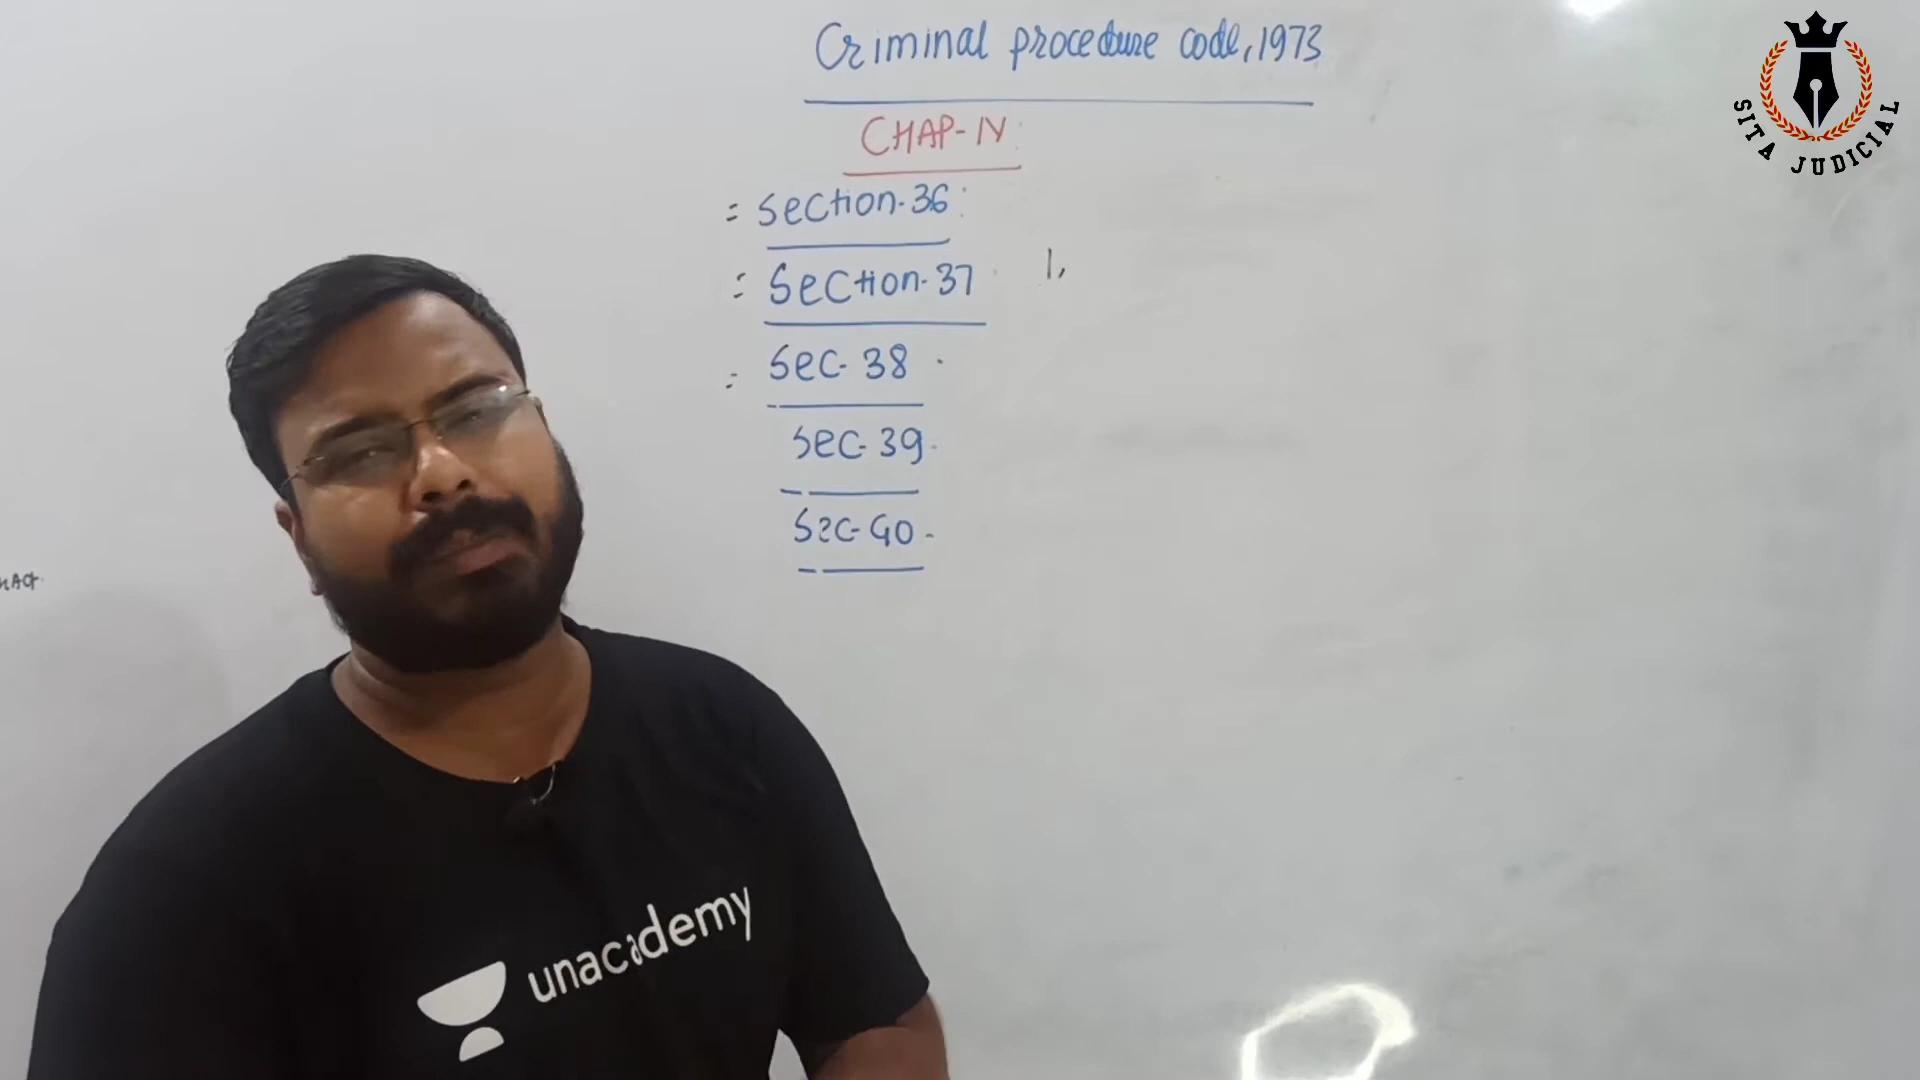 Criminal procedure code, 1973
CHAP-IV
= Section-36:
= Section-37 1,
= Sec-38 .
Sec-39.
Sec-40.
unacademy
SITA JUDICIAL